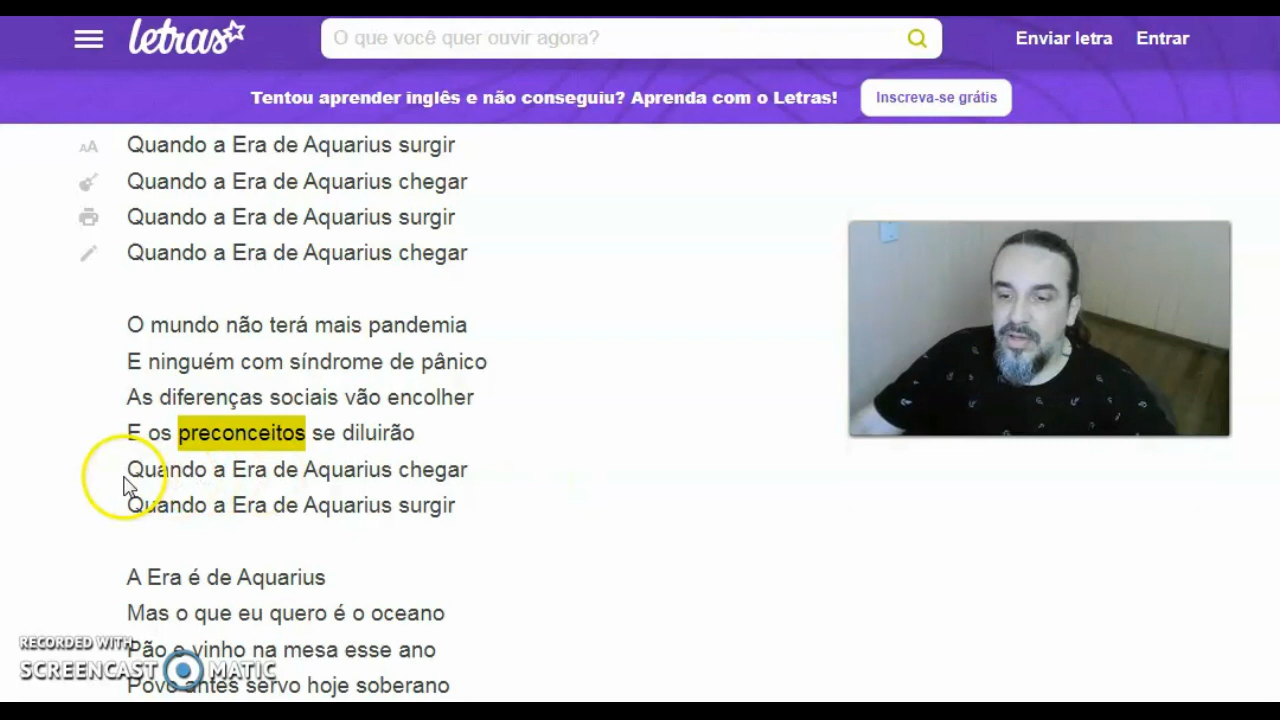 letras
O que você quer ouvir agora?
Enviar letra
Entrar
Tentou aprender inglês e não conseguiu? Aprenda com o Letras!
Inscreva-se grátis
AA
Quando a Era de Aquarius surgir
Quando a Era de Aquarius chegar
Quando a Era de Aquarius surgir
Quando a Era de Aquarius chegar
O mundo não terá mais pandemia
E ninguém com síndrome de pânico
As diferenças sociais vão encolher
E os preconceitos se diluirão
Quando a Era de Aquarius chegar
Quando a Era de Aquarius surgir
A Era é de Aquarius
Mas o que eu quero é o oceano
Pão e vinho na mesa esse ano
Povo antes servo hoje soberano
RECORDED WITH
SCREENCAST MATIC